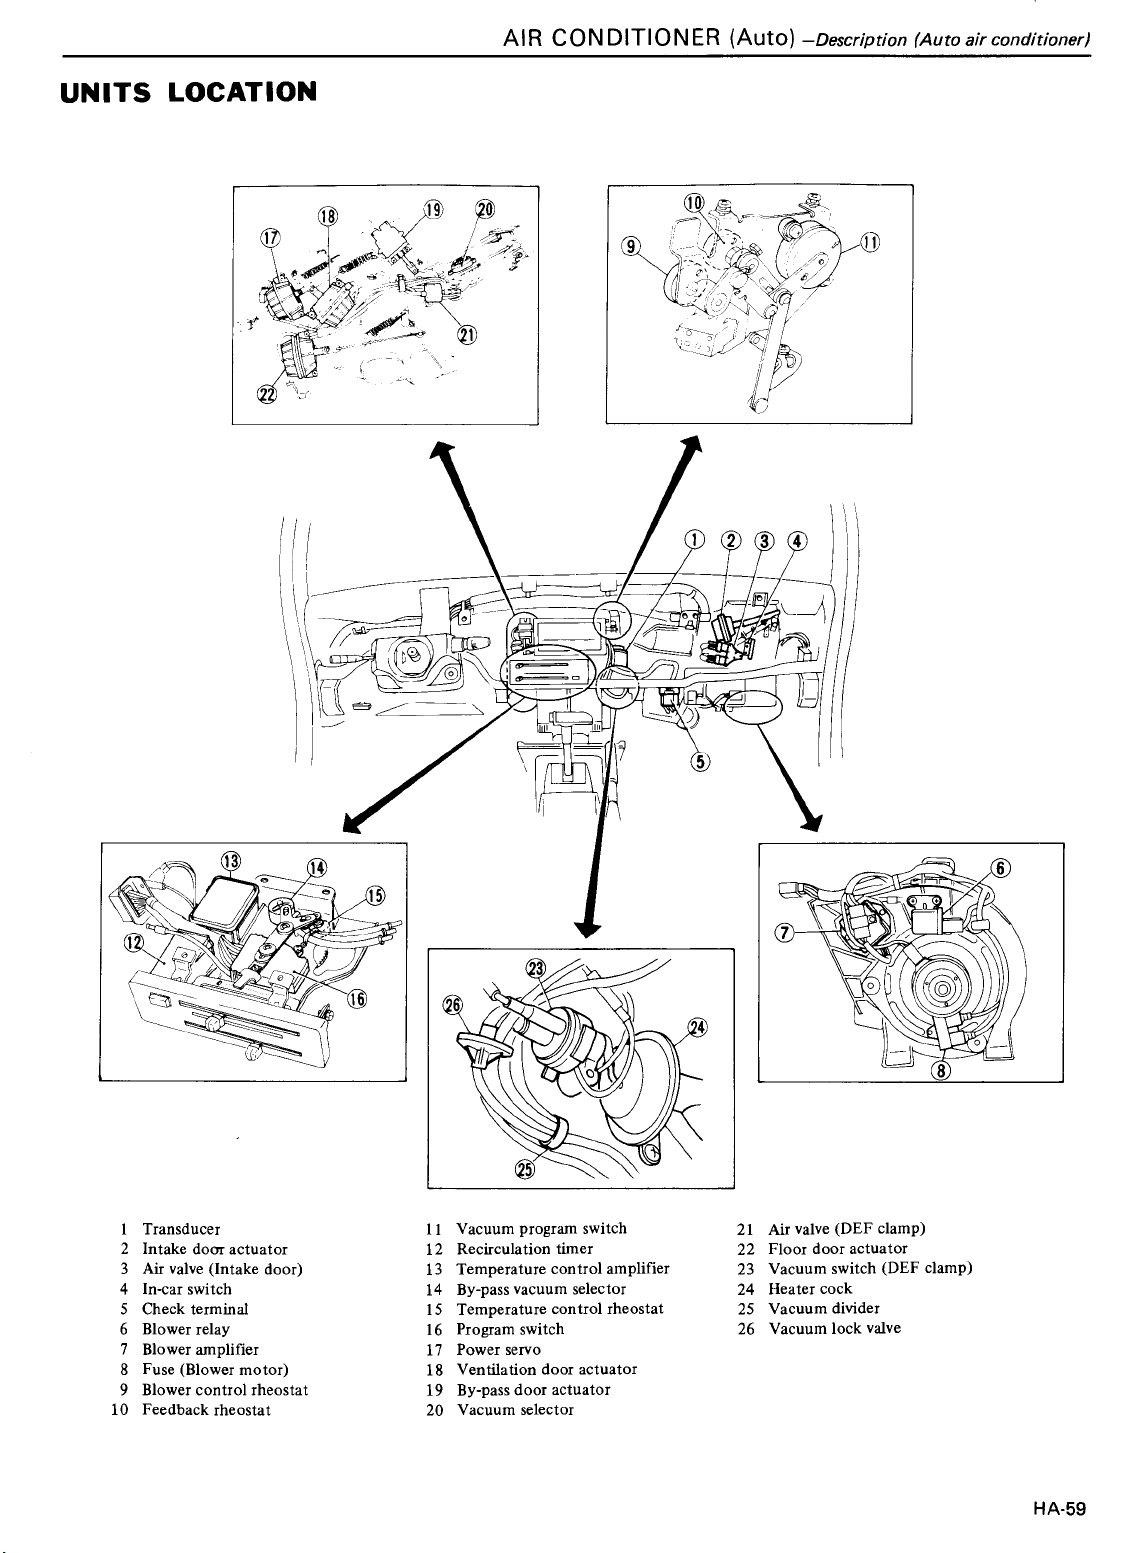 AIR CONDITIONER (Auto) —Description (Auto air conditioner)
UNITS LOCATION
17
18
19
20
21
22
9
10
11
1
2
3
4
5
13
14
15
12
16
23
26
24
25
6
7
8
1 Transducer
2 Intake door actuator
3 Air valve (Intake door)
4 In-car switch
5 Check terminal
6 Blower relay
7 Blower amplifier
8 Fuse (Blower motor)
9 Blower control rheostat
10 Feedback rheostat
11 Vacuum program switch
12 Recirculation timer
13 Temperature control amplifier
14 By-pass vacuum selector
15 Temperature control rheostat
16 Program switch
17 Power servo
18 Ventilation door actuator
19 By-pass door actuator
20 Vacuum selector
21 Air valve (DEF clamp)
22 Floor door actuator
23 Vacuum switch (DEF clamp)
24 Heater cock
25 Vacuum divider
26 Vacuum lock valve
HA-59